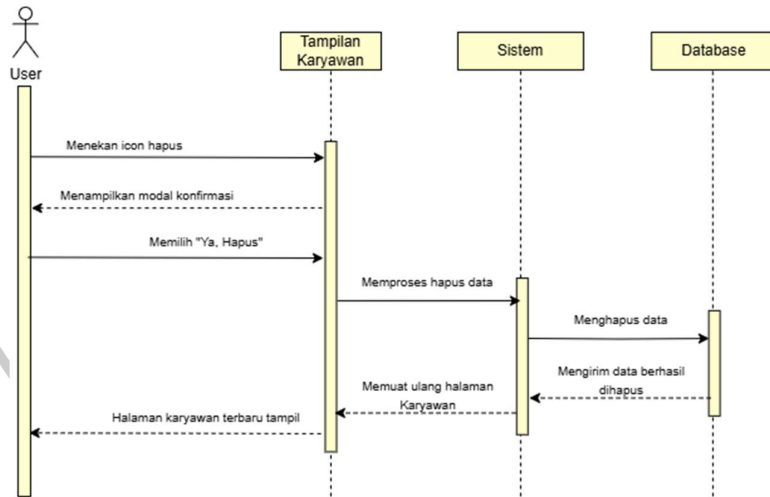 User
Tampilan
Karyawan
Sistem
Database
Menekan icon hapus
Menampilkan modal konfirmasi
Memilih "Ya, Hapus"
Memproses hapus data
Menghapus data
Mengirim data berhasil
dihapus
Memuat ulang halaman
Karyawan
Halaman karyawan terbaru tampil